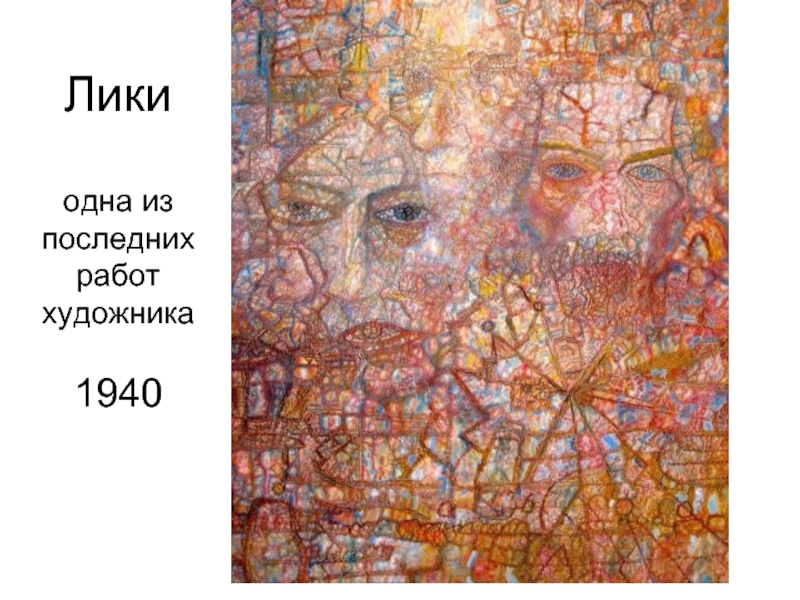 Лики
одна из
последних
работ
художника
1940